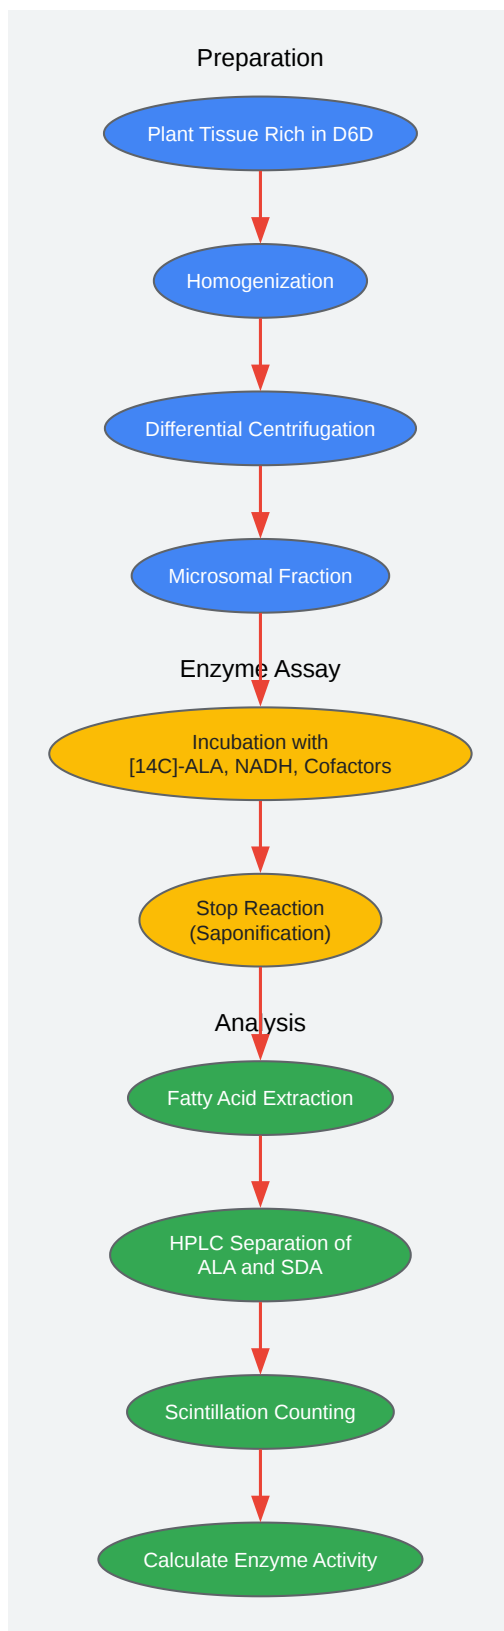 Preparation
Plant Tissue Rich in D6D
Homogenization
Differential Centrifugation
Microsomal Fraction
Enzyme Assay
Incubation with
[14C]-ALA, NADH, Cofactors
Stop Reaction
(Saponification)
Analysis
Fatty Acid Extraction
HPLC Separation of
ALA and SDA
Scintillation Counting
Calculate Enzyme Activity